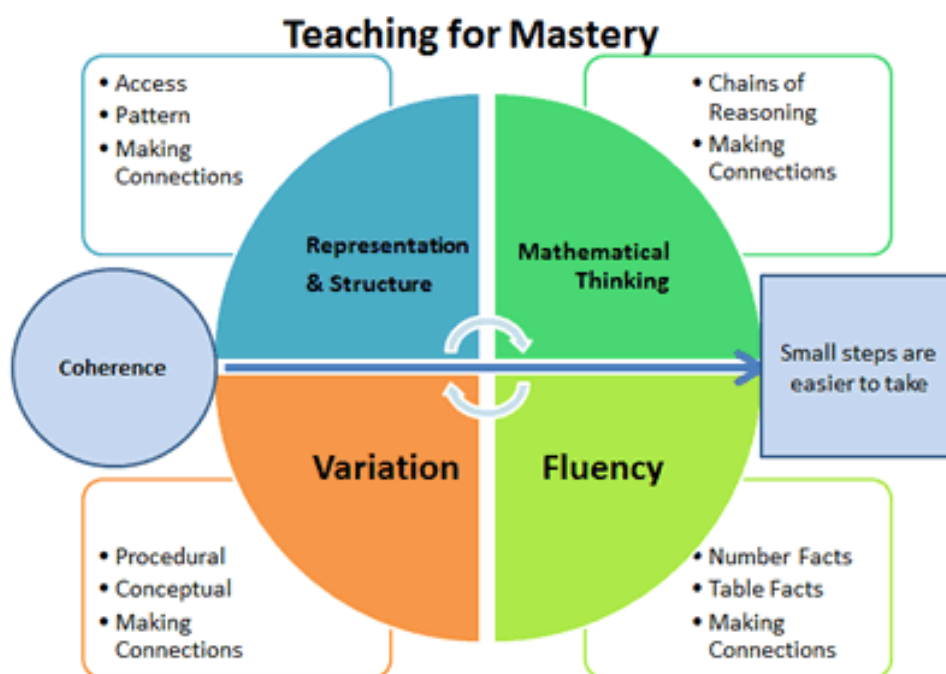 Teaching for Mastery
• Access
• Pattern
• Making
Connections
• Chains of
Reasoning
• Making
Connections
Representation
& Structure
Mathematical
Thinking
Coherence
Small steps are
easier to take
Variation
Fluency
• Procedural
• Conceptual
• Making
Connections
• Number Facts
• Table Facts
• Making
Connections